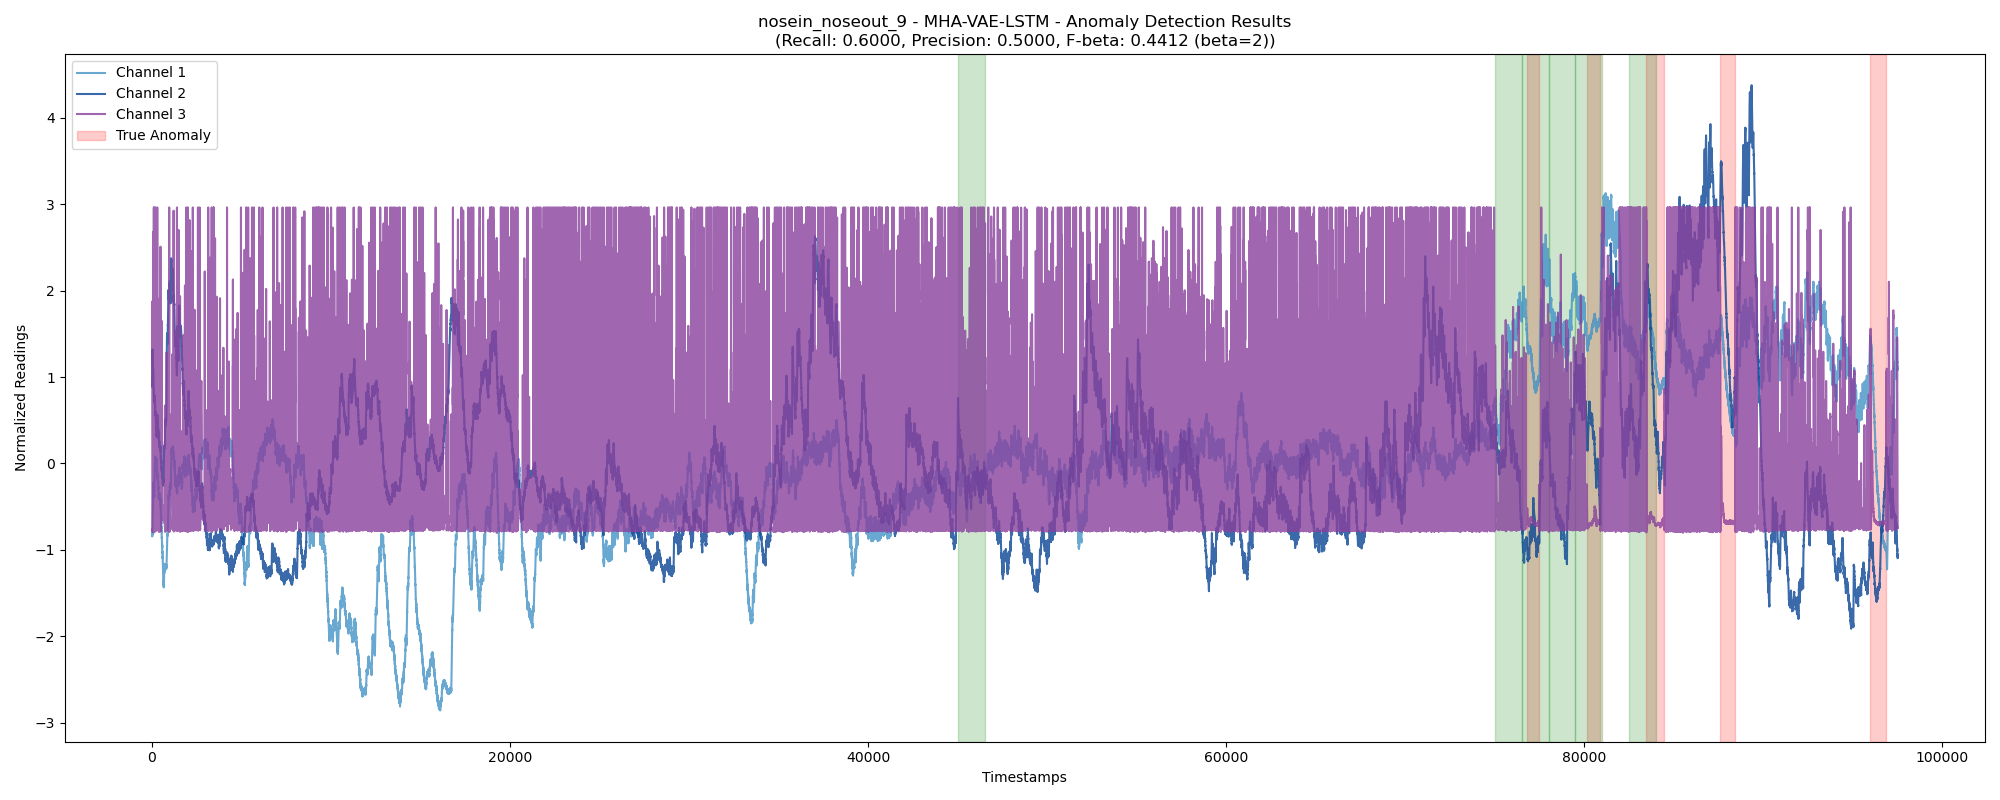 nosein_noseout_9 - MHA-VAE-LSTM - Anomaly Detection Results
(Recall: 0.6000, Precision: 0.5000, F-beta: 0.4412 (beta=2))
Channel 1
Channel 2
Channel 3
True Anomaly
Normalized Readings
4
3
2
1
0
−1
−2
−3
0
20000
40000
60000
80000
100000
Timestamps